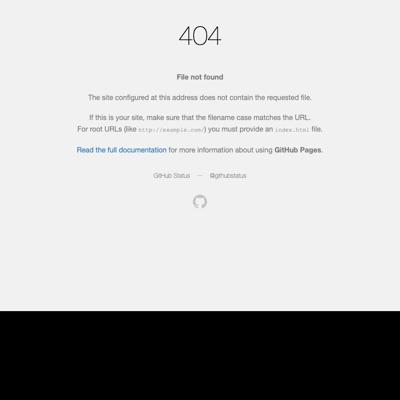 404
File not found
The site configured at this address does not contain the requested file.
If this is your site, make sure that the filename case matches the URL.
For root URLs (like http://example.com/) you must provide an index.html file.
Read the full documentation for more information about using GitHub Pages.
GitHub Status — @githubstatus